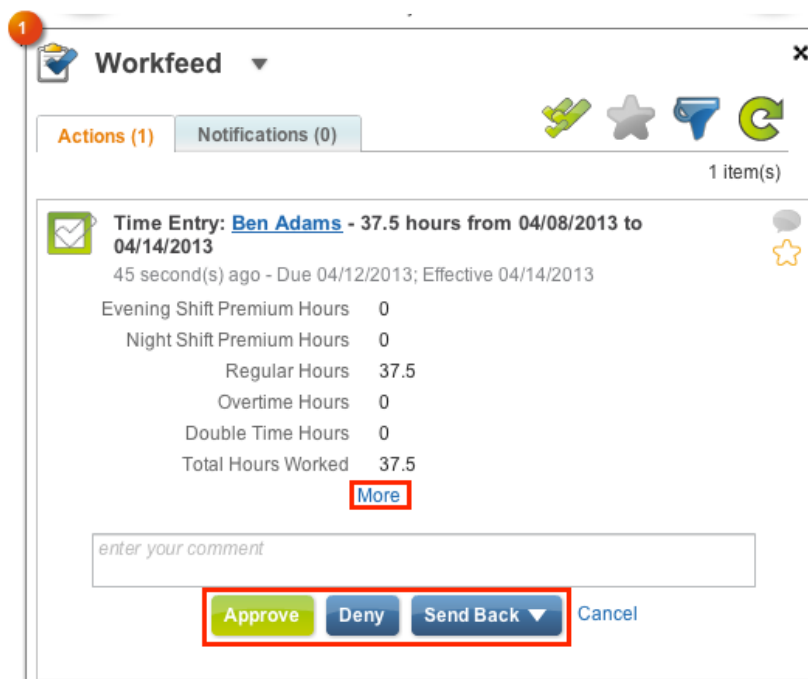 1
Workfeed
Actions (1) Notifications (0)
1 item(s)
Time Entry: Ben Adams - 37.5 hours from 04/08/2013 to
04/14/2013
45 second(s) ago - Due 04/12/2013; Effective 04/14/2013
Evening Shift Premium Hours 0
Night Shift Premium Hours 0
Regular Hours 37.5
Overtime Hours 0
Double Time Hours 0
Total Hours Worked 37.5
More
enter your comment
Approve Deny Send Back Cancel